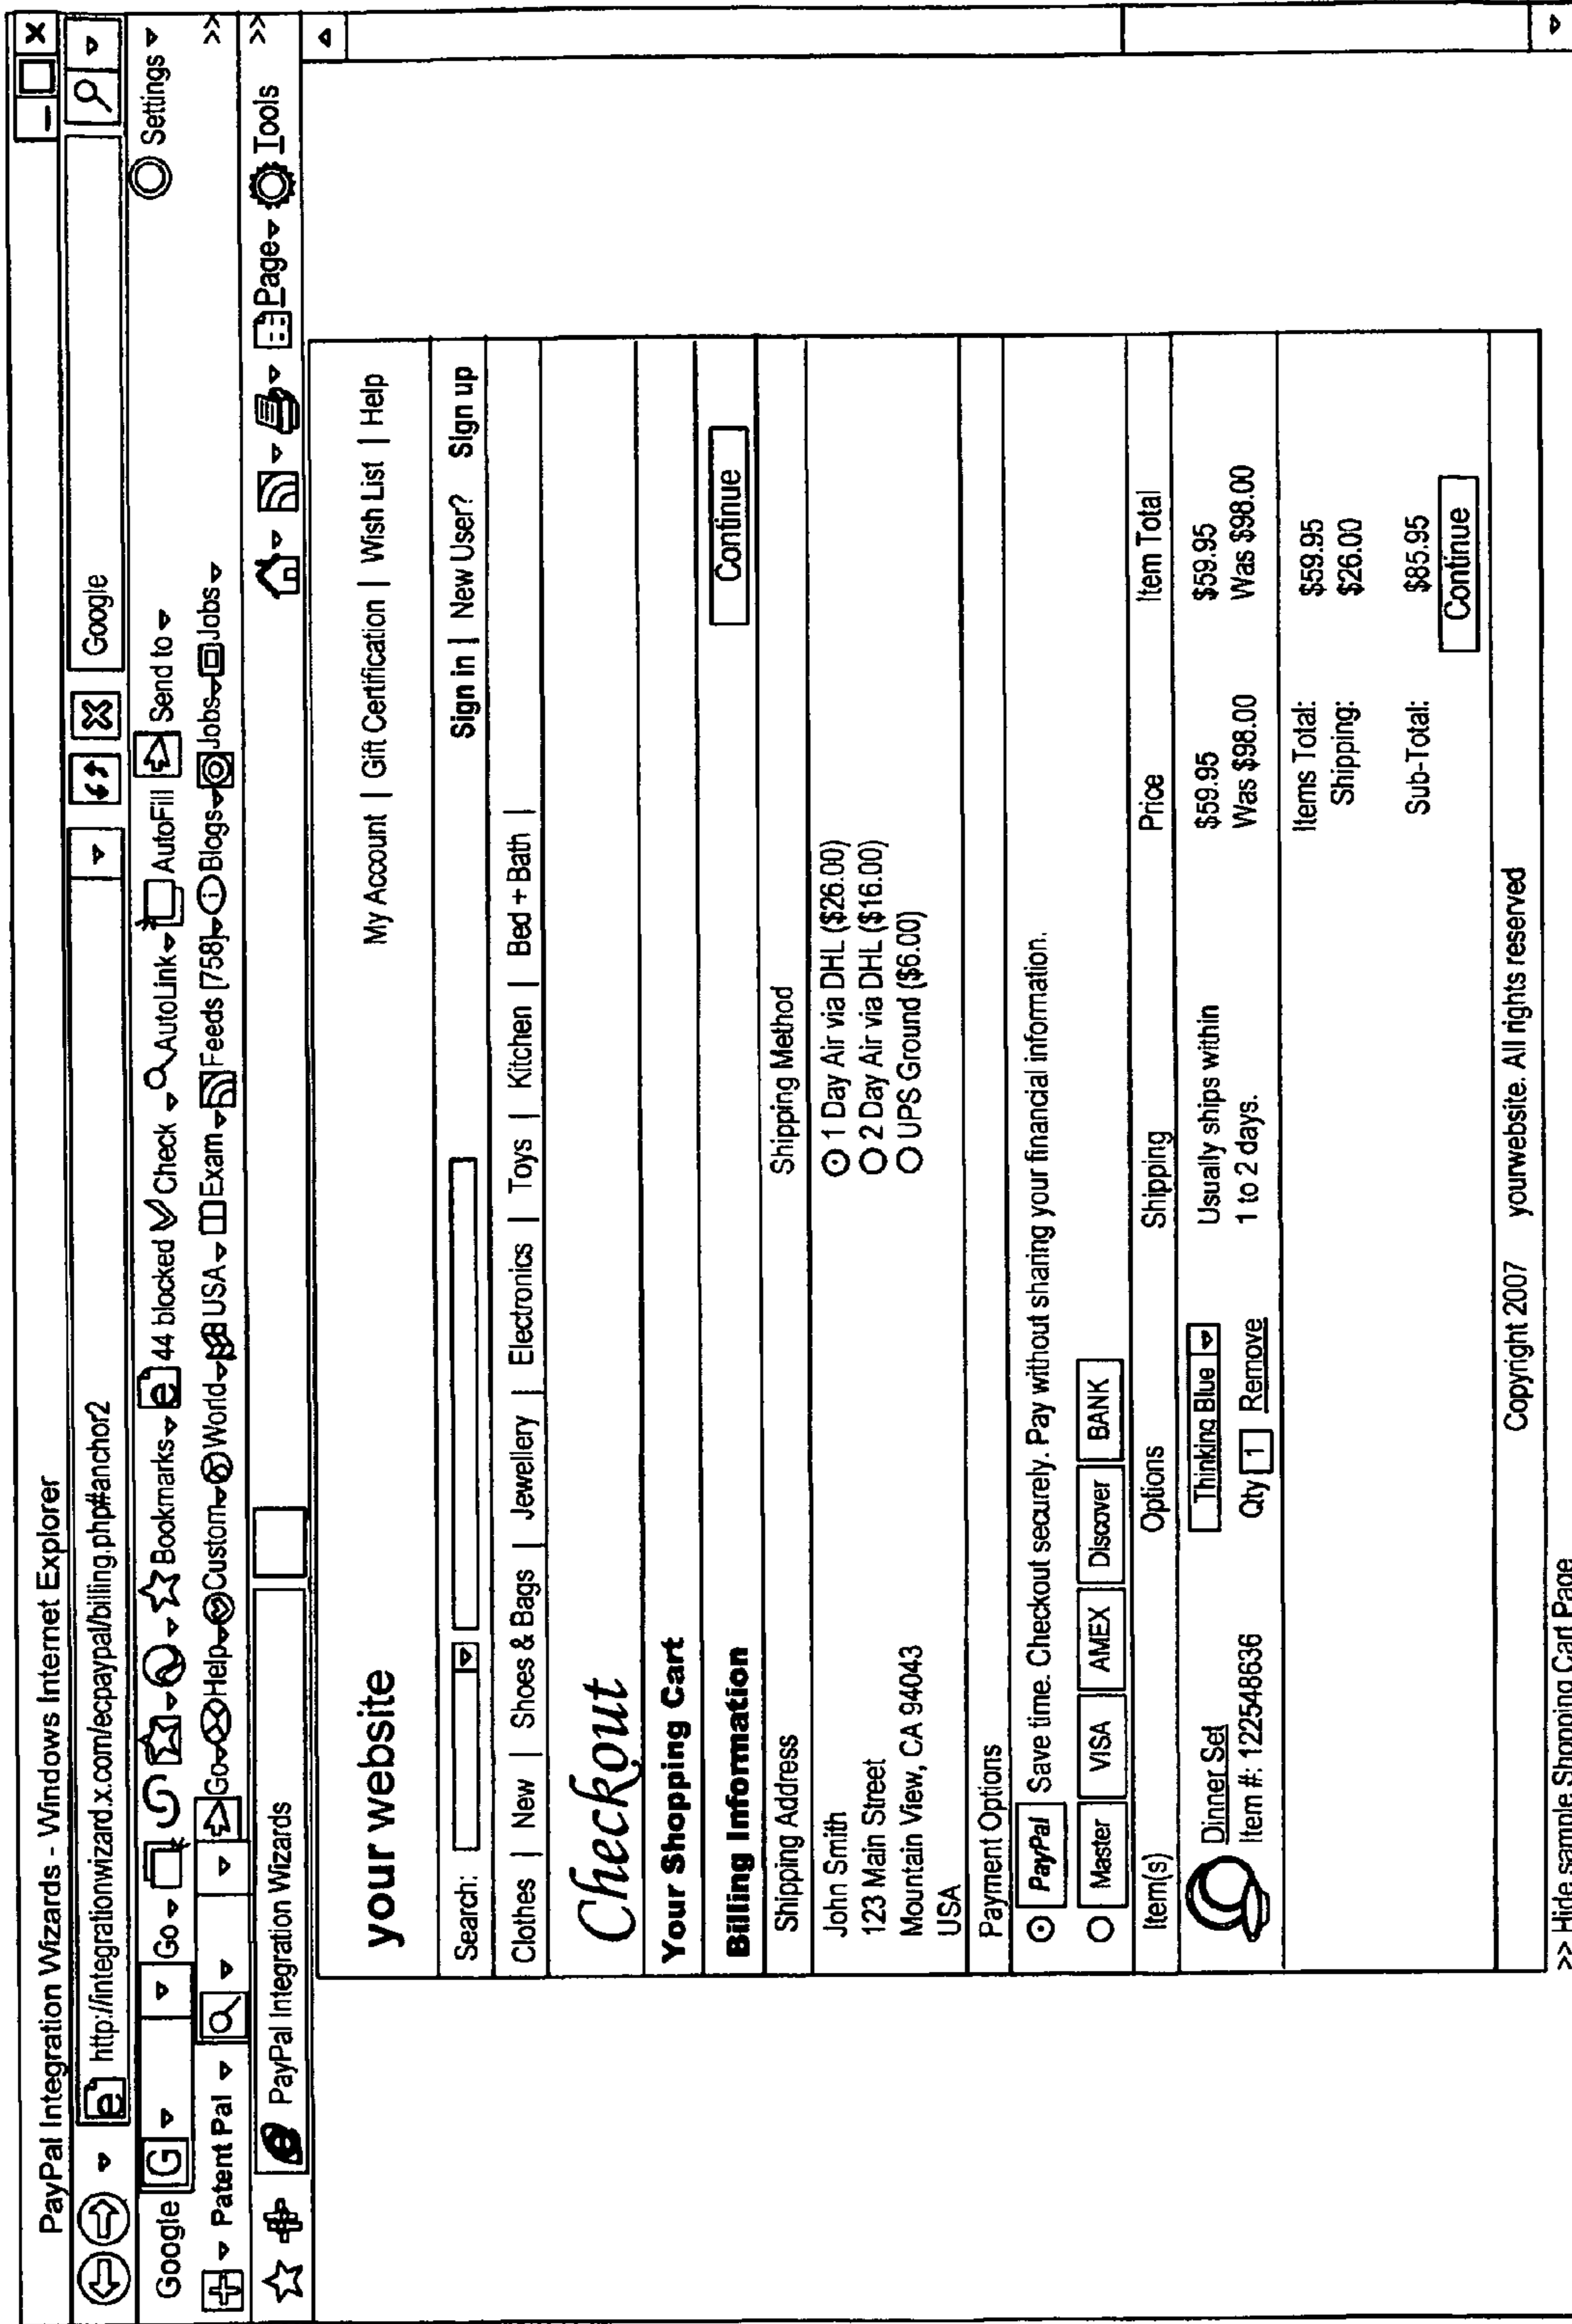 PayPal Integration Wizards - Windows Internet Explorer
http://integrationwizard.x.com/ecpaypal/billing.php#anchor2 Google
Google G Go Bookmarks 44 blocked Check AutoLink AutoFill Send to Settings
Patent Pal Go Help Custom World USA Exam Feeds [758] Blogs Jobs Jobs >>
PayPal Integration Wizards Page Tools >>
your website
My Account | Gift Certification | Wish List | Help
Search: Sign in | New User? Sign up
Clothes | New | Shoes & Bags | Jewellery | Electronics | Toys | Kitchen | Bed + Bath |
Checkout
Your Shopping Cart
Billing Information Continue
Shipping Address Shipping Method
John Smith 1 Day Air via DHL ($26.00)
123 Main Street 2 Day Air via DHL ($16.00)
Mountain View, CA 94043 UPS Ground ($6.00)
USA
Payment Options
PayPal Save time. Checkout securely. Pay without sharing your financial information.
Master VISA AMEX Discover BANK
Item(s) Options Shipping Price Item Total
Dinner Set Thinking Blue Usually ships within $59.95 $59.95
Item #: 122548636 Qty 1 Remove 1 to 2 days. Was $98.00 Was $98.00
Items Total: $59.95
Shipping: $26.00
Sub-Total: $85.95
Continue
Copyright 2007 yourwebsite. All rights reserved
>> Hide sample Shopping Cart Page